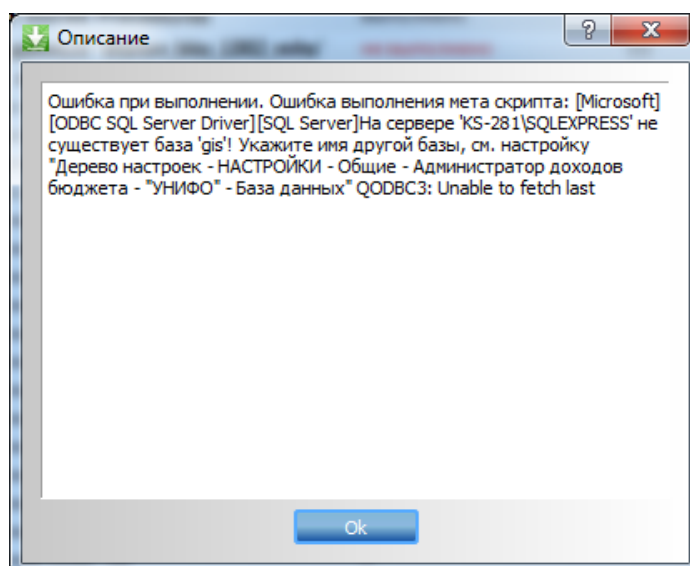 Описание
Ошибка при выполнении. Ошибка выполнения мета скрипта: [Microsoft]
[ODBC SQL Server Driver][SQL Server]На сервере 'KS-281\SQLEXPRESS' не
существует база 'gis'! Укажите имя другой базы, см. настройку
"Дерево настроек - НАСТРОЙКИ - Общие - Администратор доходов
бюджета - "УНИФО" - База данных" QODBC3: Unable to fetch last
Ok